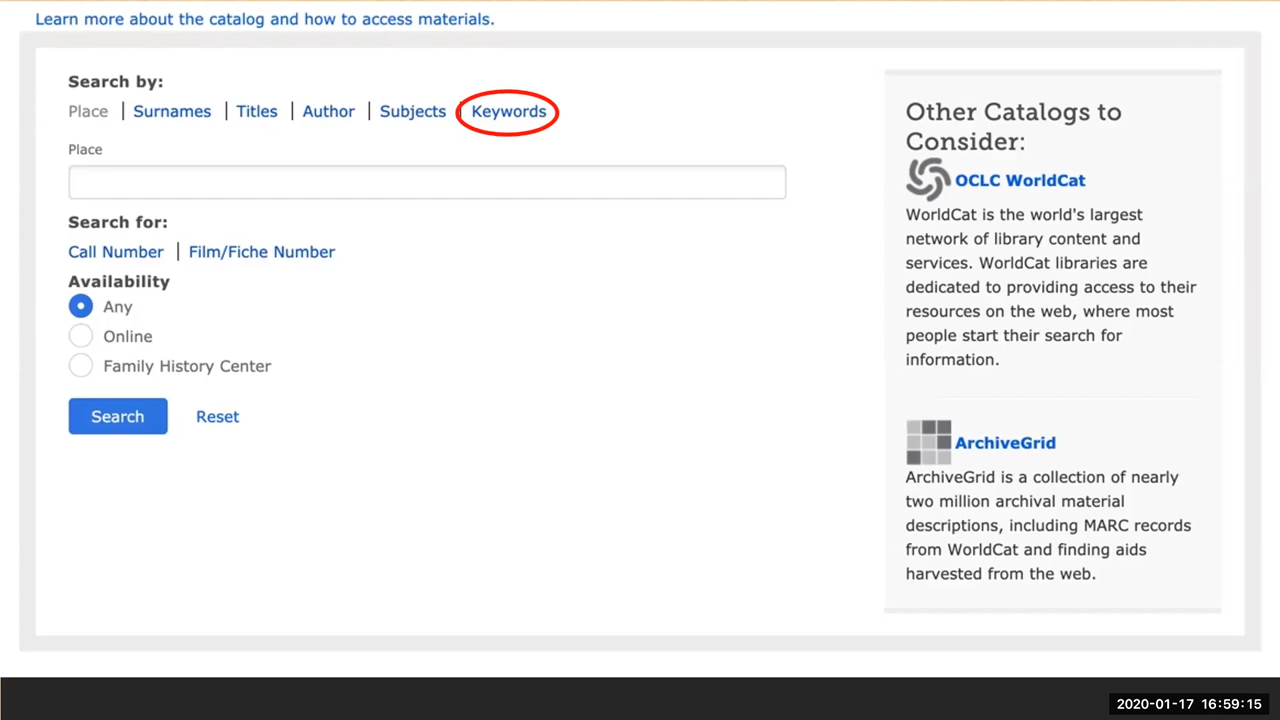 Learn more about the catalog and how to access materials.
Search by:
Place | Surnames | Titles | Author | Subjects | Keywords
Place
Search for:
Call Number | Film/Fiche Number
Availability
Any
Online
Family History Center
Search Reset
Other Catalogs to
Consider:
OCLC WorldCat
WorldCat is the world's largest
network of library content and
services. WorldCat libraries are
dedicated to providing access to their
resources on the web, where most
people start their search for
information.
ArchiveGrid
ArchiveGrid is a collection of nearly
two million archival material
descriptions, including MARC records
from WorldCat and finding aids
harvested from the web.
2020-01-17 16:59:15